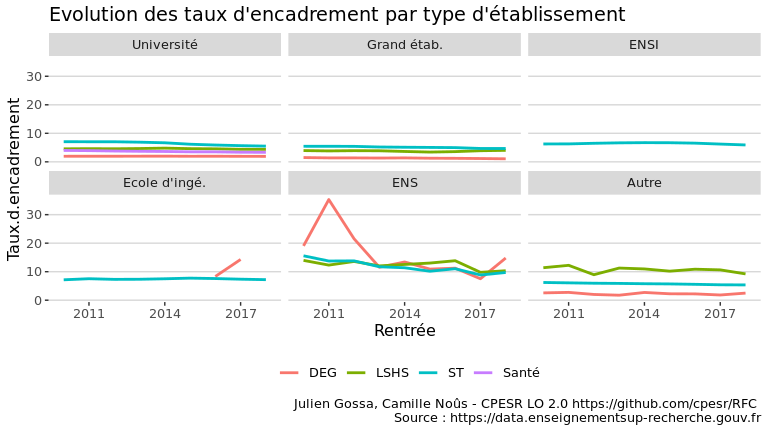 Evolution des taux d'encadrement par type d'établissement
Université Grand étab. ENSI
30
20
10
0
Ecole d'ingé. ENS Autre
30
20
10
0
Taux.d.encadrement
2011 2014 2017 2011 2014 2017 2011 2014 2017
Rentrée
DEG LSHS ST Santé
Julien Gossa, Camille Noûs - CPESR LO 2.0 https://github.com/cpesr/RFC
Source : https://data.enseignementsup-recherche.gouv.fr